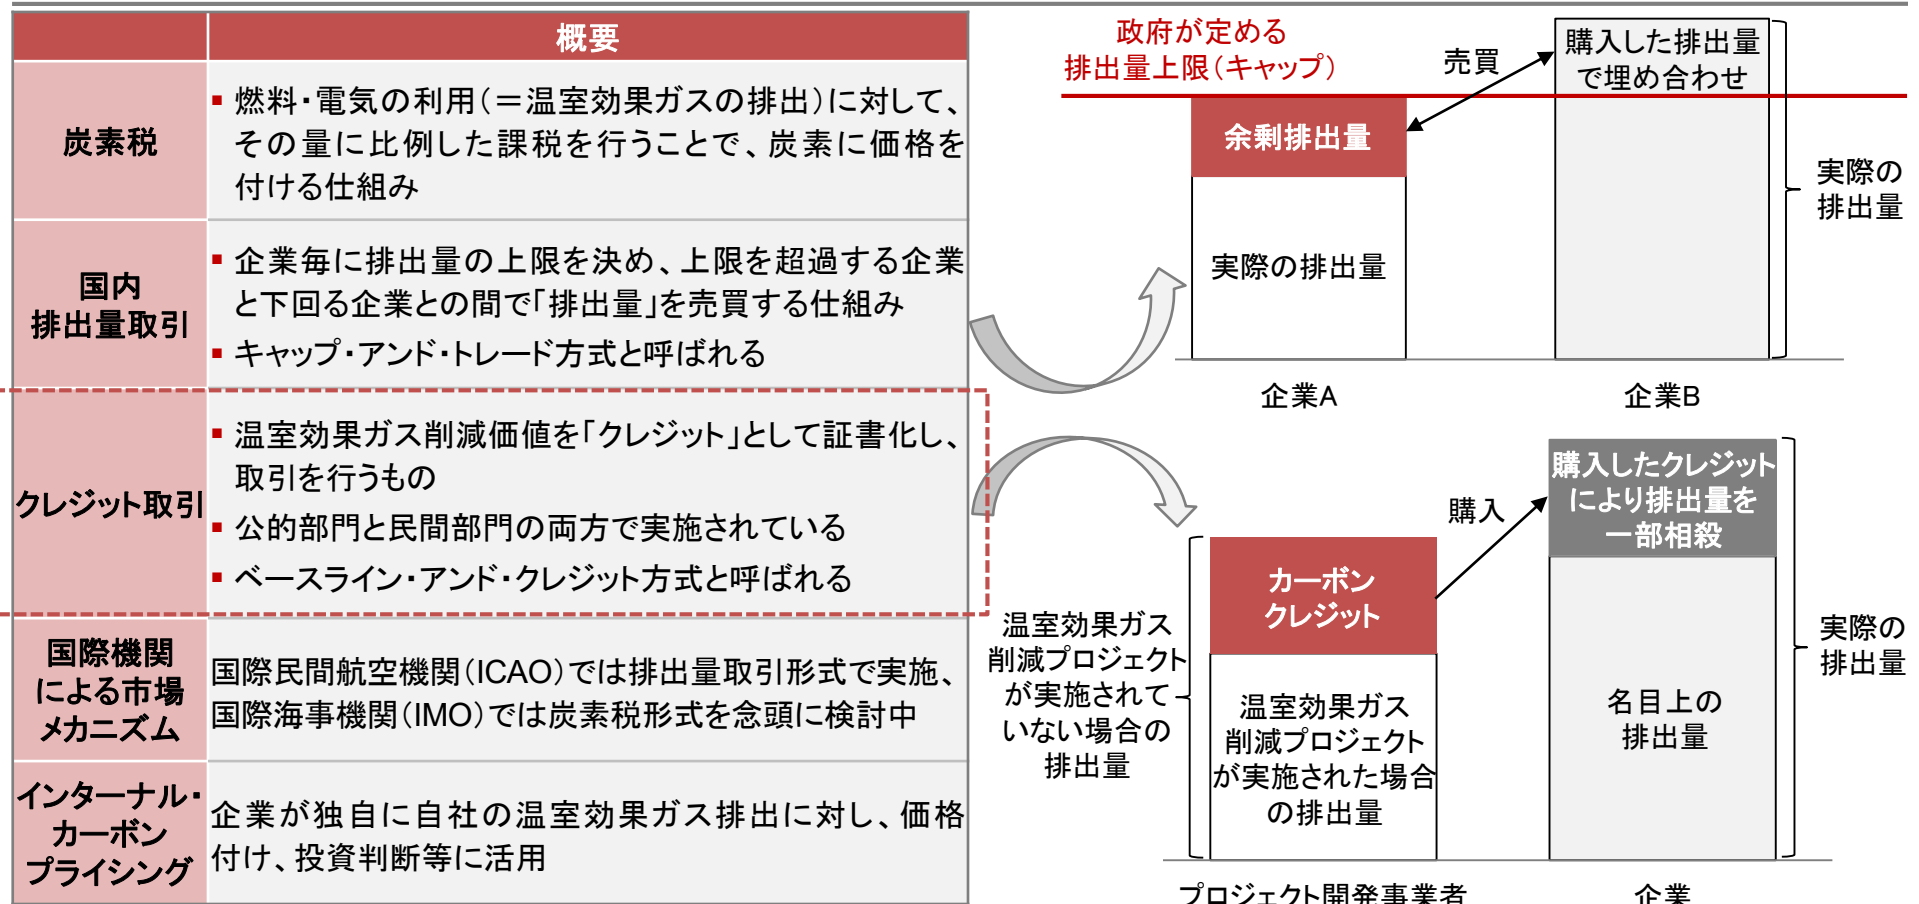 概要
炭素税
▪ 燃料・電気の利用（＝温室効果ガスの排出）に対して、
その量に比例した課税を行うことで、炭素に価格を
付ける仕組み
国内
排出量取引
▪ 企業毎に排出量の上限を決め、上限を超過する企業
と下回る企業との間で「排出量」を売買する仕組み
▪ キャップ・アンド・トレード方式と呼ばれる
クレジット取引
▪ 温室効果ガス削減価値を「クレジット」として証書化し、
取引を行うもの
▪ 公的部門と民間部門の両方で実施されている
▪ ベースライン・アンド・クレジット方式と呼ばれる
国際機関
による市場
メカニズム
国際民間航空機関（ICAO）では排出量取引形式で実施、
国際海事機関（IMO）では炭素税形式を念頭に検討中
インターナル・
カーボン
プライシング
企業が独自に自社の温室効果ガス排出に対し、価格
付け、投資判断等に活用
政府が定める
排出量上限（キャップ）
売買
購入した排出量
で埋め合わせ
余剰排出量
実際の排出量
実際の
排出量
企業A
企業B
購入したクレジット
により排出量を
一部相殺
購入
カーボン
クレジット
温室効果ガス
削減プロジェクト
が実施されて
いない場合の
排出量
温室効果ガス
削減プロジェクト
が実施された場合
の排出量
名目上の
排出量
実際の
排出量
プロジェクト開発事業者
企業